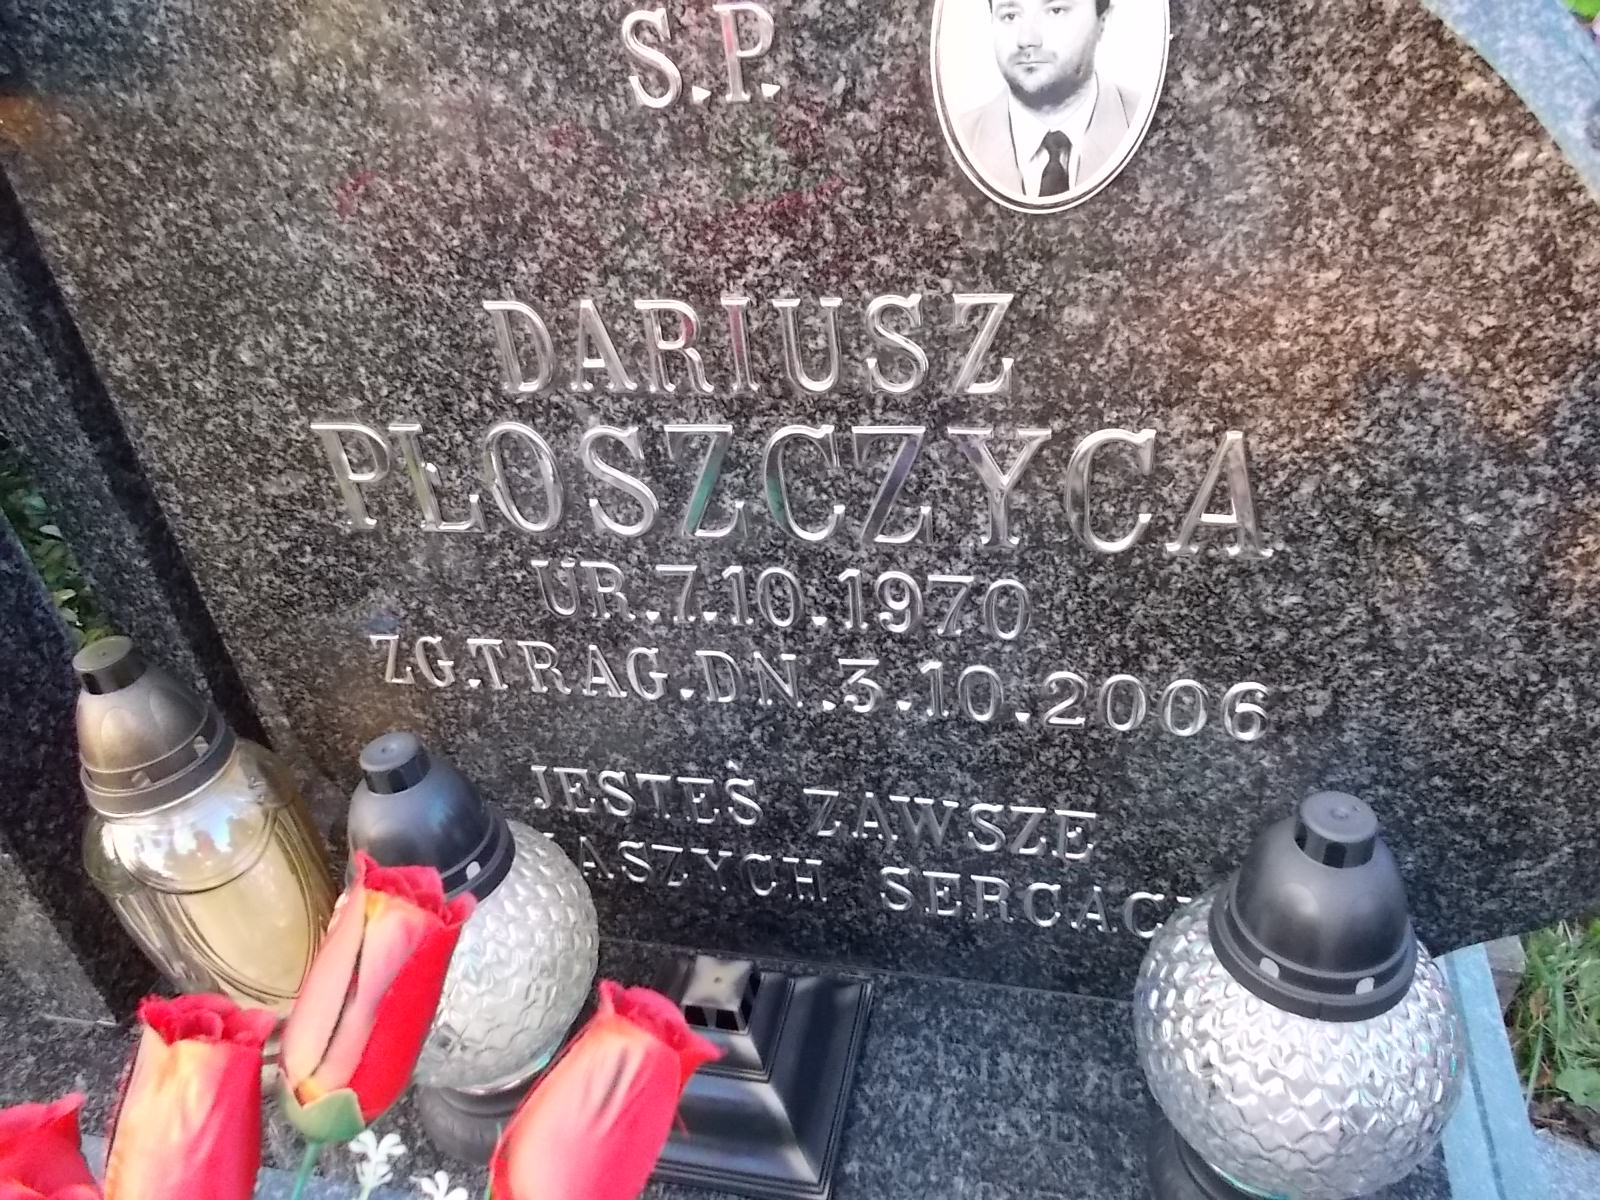 S.P.
DARIUSZ
PŁOSZCZYCA
UR.7.10.1970
ZG.TRAG.DN.3.10.2006
JESTEŚ ZAWSZE
SERCACH